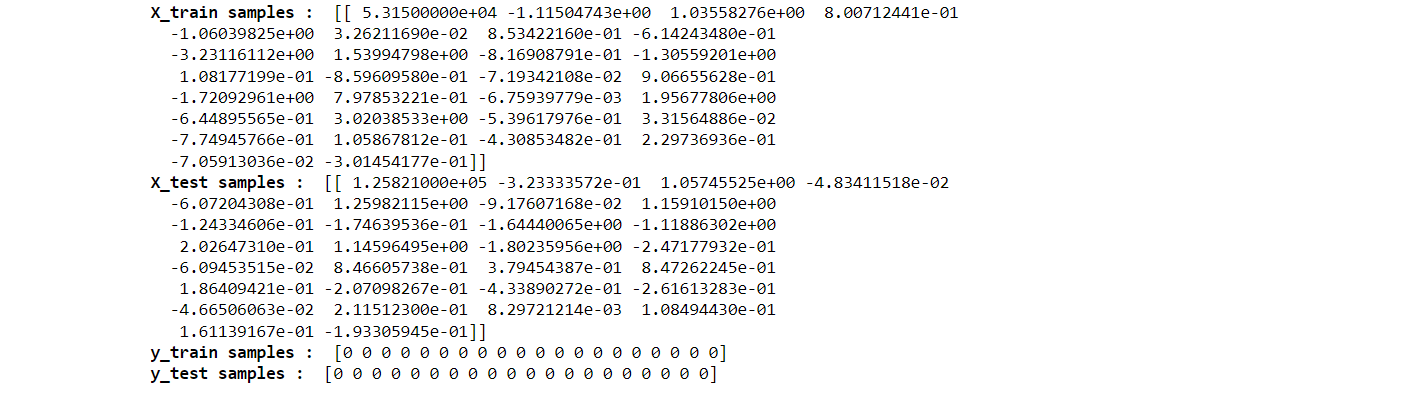 X_train samples :  [[ 5.31500000e+04 -1.11504743e+00  1.03558276e+00  8.00712441e-01
-1.06039825e+00  3.26211690e-02  8.53422160e-01 -6.14243480e-01
-3.23116112e+00  1.53994798e+00 -8.16908791e-01 -1.30559201e+00
1.08177199e-01 -8.59609580e-01 -7.19342108e-02  9.06655628e-01
-1.72092961e+00  7.97853221e-01 -6.75939779e-03  1.95677806e+00
-6.44895565e-01  3.02038533e+00 -5.39617976e-01  3.31564886e-02
-7.74945766e-01  1.05867812e-01 -4.30853482e-01  2.29736936e-01
-7.05913036e-02 -3.01454177e-01]]
X_test samples :  [[ 1.25821000e+05 -3.23333572e-01  1.05745525e+00 -4.83411518e-02
-6.07204308e-01  1.25982115e+00 -9.17607168e-02  1.15910150e+00
-1.24334606e-01 -1.74639536e-01 -1.64440065e+00 -1.11886302e+00
2.02647310e-01  1.14596495e+00 -1.80235956e+00 -2.47177932e-01
-6.09453515e-02  8.46605738e-01  3.79454387e-01  8.47262245e-01
1.86409421e-01 -2.07098267e-01 -4.33890272e-01 -2.61613283e-01
-4.66506063e-02  2.11512300e-01  8.29721214e-03  1.08494430e-01
1.61139167e-01 -1.93305945e-01]]
y_train samples :  [0 0 0 0 0 0 0 0 0 0 0 0 0 0 0 0 0 0 0 0]
y_test samples :  [0 0 0 0 0 0 0 0 0 0 0 0 0 0 0 0 0 0 0 0]